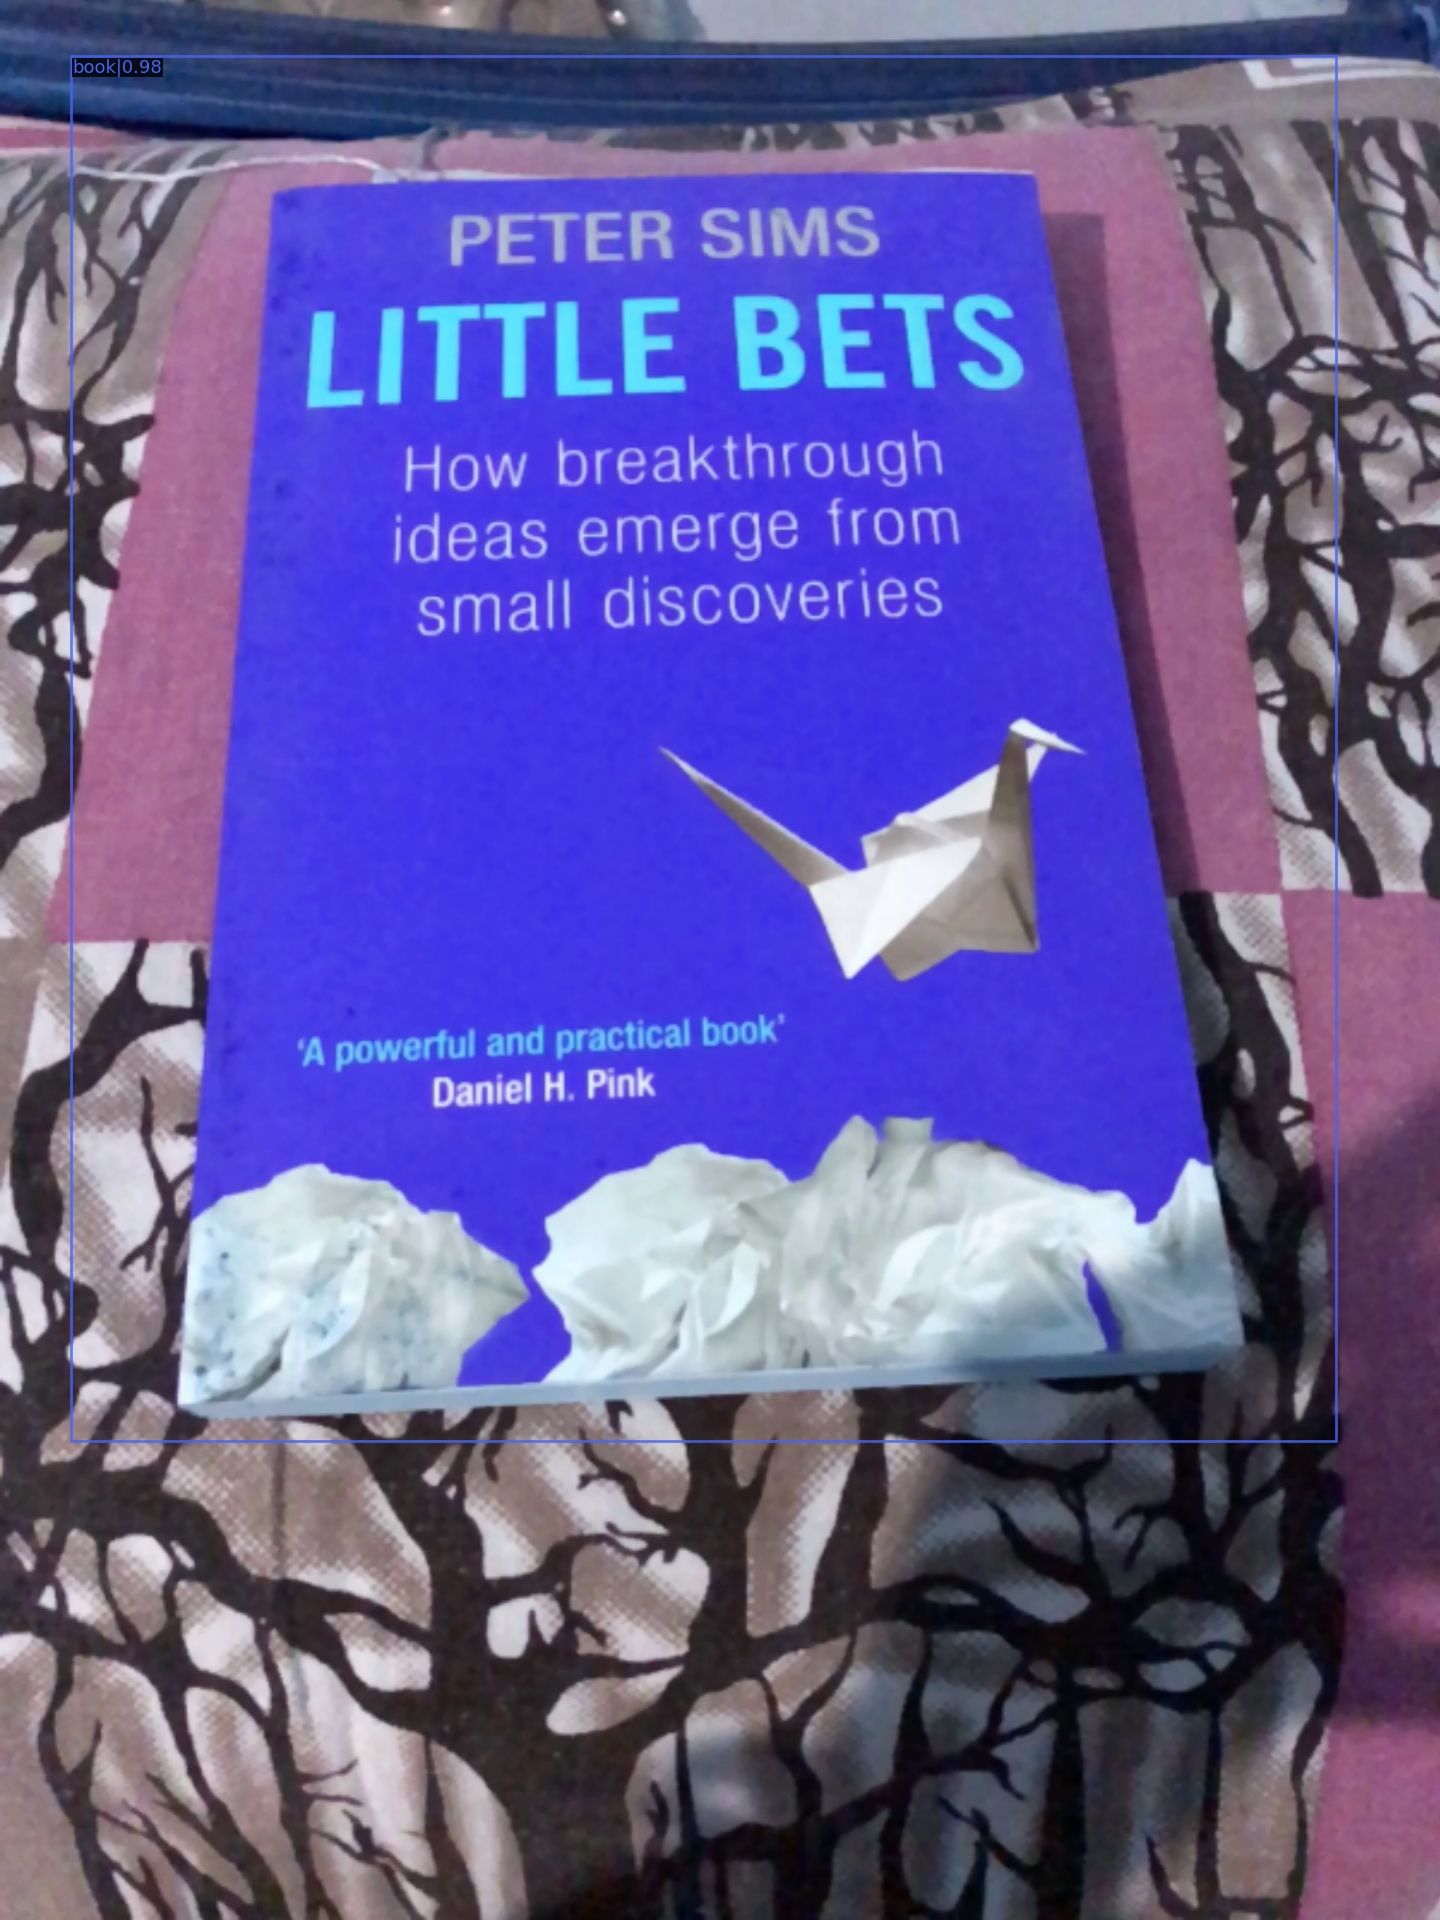 book|0.98
PETER SIMS
LITTLE BETS
How breakthrough
ideas emerge from
small discoveries
‘A powerful and practical book’
Daniel H. Pink